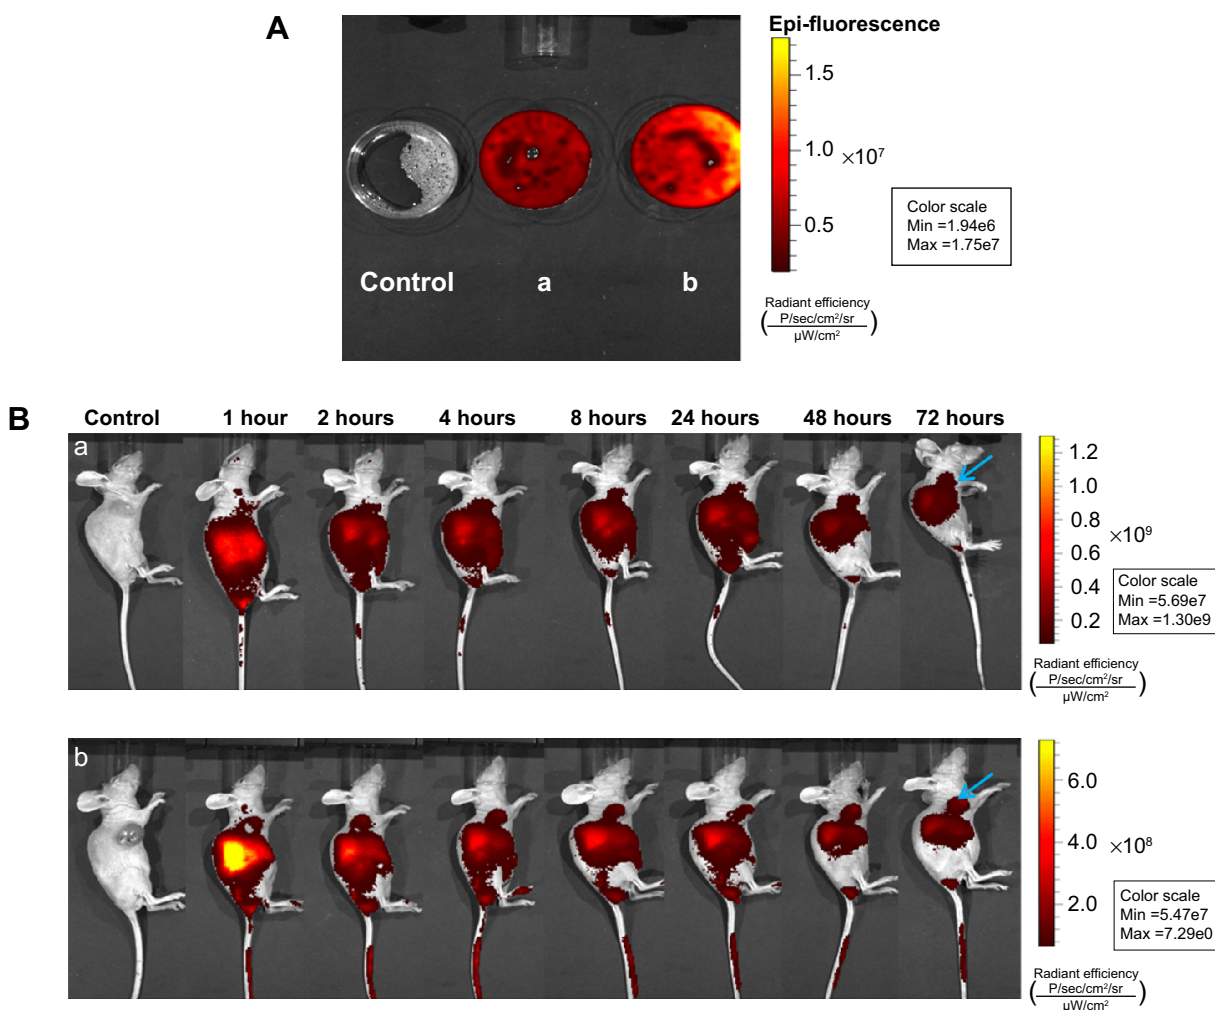 A
Epi-fluorescence
1.5
1.0
×10⁷
0.5
Color scale
Min =1.94e6
Max =1.75e7
Control
a
b
Radiant efficiency
(P/sec/cm²/sr
µW/cm²)
B
Control
1 hour
2 hours
4 hours
8 hours
24 hours
48 hours
72 hours
a
1.2
1.0
0.8
×10⁹
0.6
0.4
0.2
Color scale
Min =5.69e7
Max =1.30e9
Radiant efficiency
(P/sec/cm²/sr
µW/cm²)
b
6.0
4.0
×10⁸
2.0
Color scale
Min =5.47e7
Max =7.29e0
Radiant efficiency
(P/sec/cm²/sr
µW/cm²)